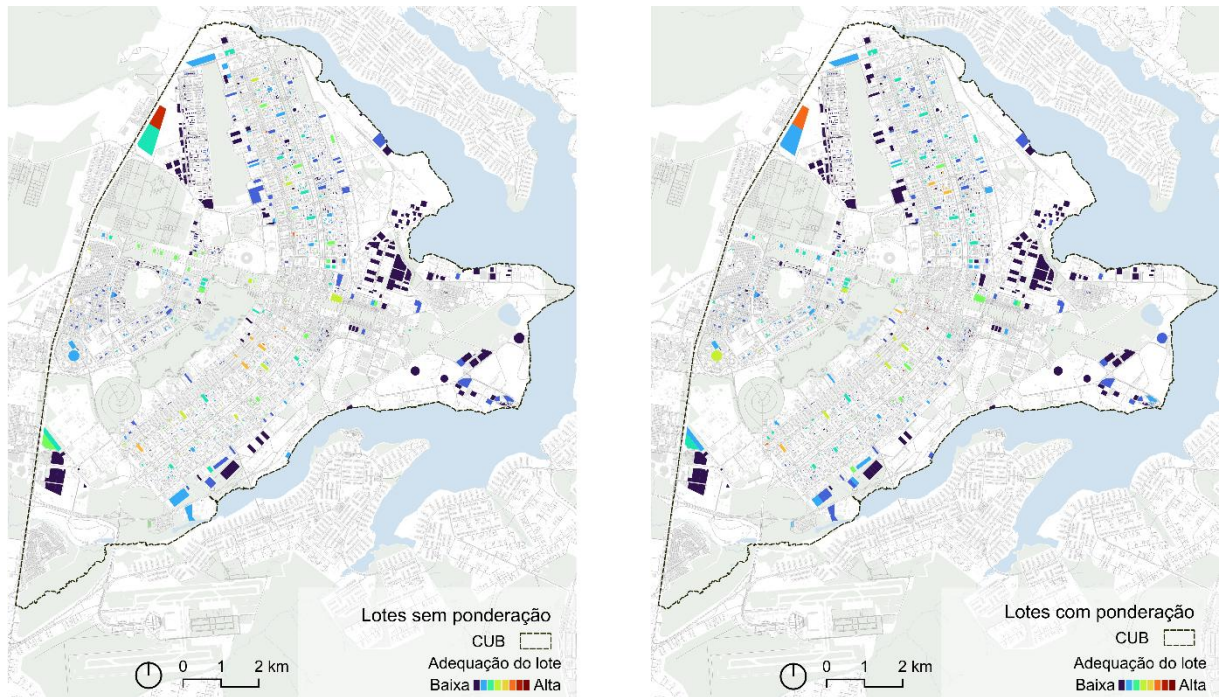 Lotes sem ponderação
CUB
Adequação do lote
Baixa Alta
0 1 2 km
Lotes com ponderação
CUB
Adequação do lote
Baixa Alta
0 1 2 km